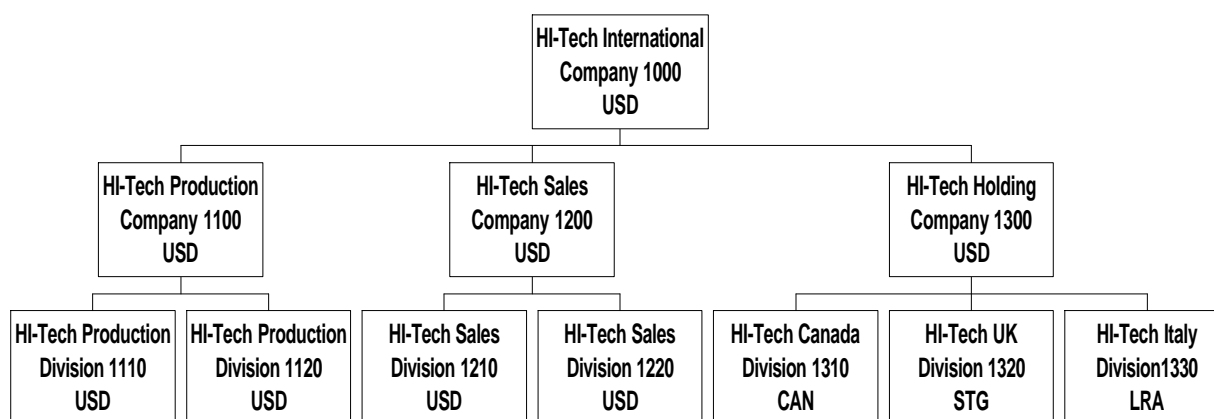 HI-Tech International
Company 1000
USD
HI-Tech Production
Company 1100
USD
HI-Tech Sales
Company 1200
USD
HI-Tech Holding
Company 1300
USD
HI-Tech Production
Division 1110
USD
HI-Tech Production
Division 1120
USD
HI-Tech Sales
Division 1210
USD
HI-Tech Sales
Division 1220
USD
HI-Tech Canada
Division 1310
CAN
HI-Tech UK
Division 1320
STG
HI-Tech Italy
Division1330
LRA